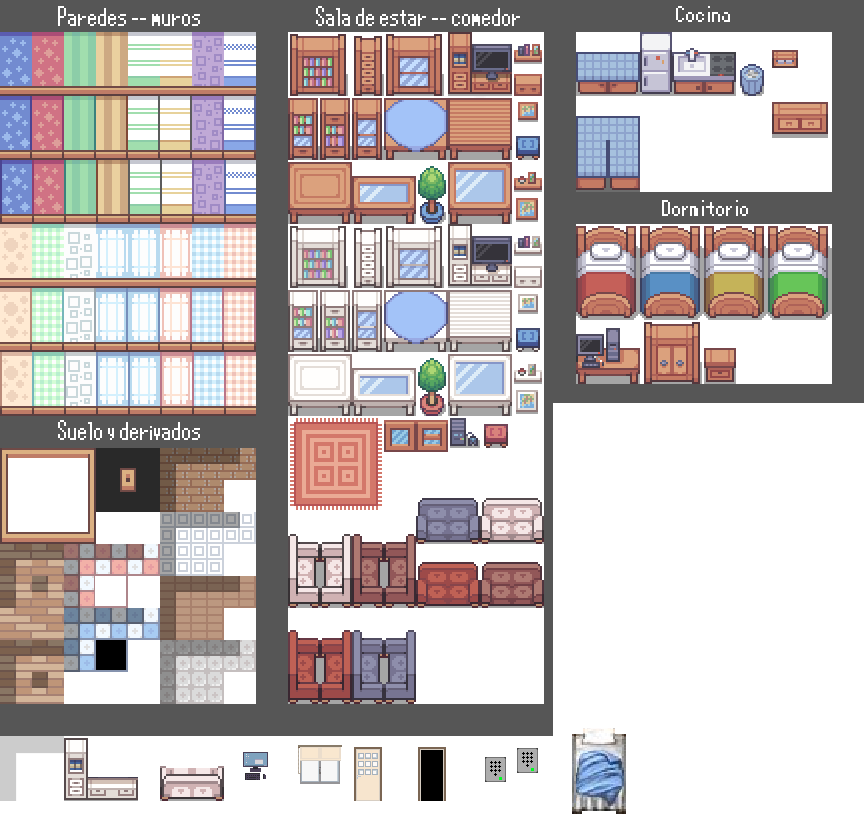 Paredes -- muros
Sala de estar -- comedor
Cocina
Dormitorio
Suelo y derivados